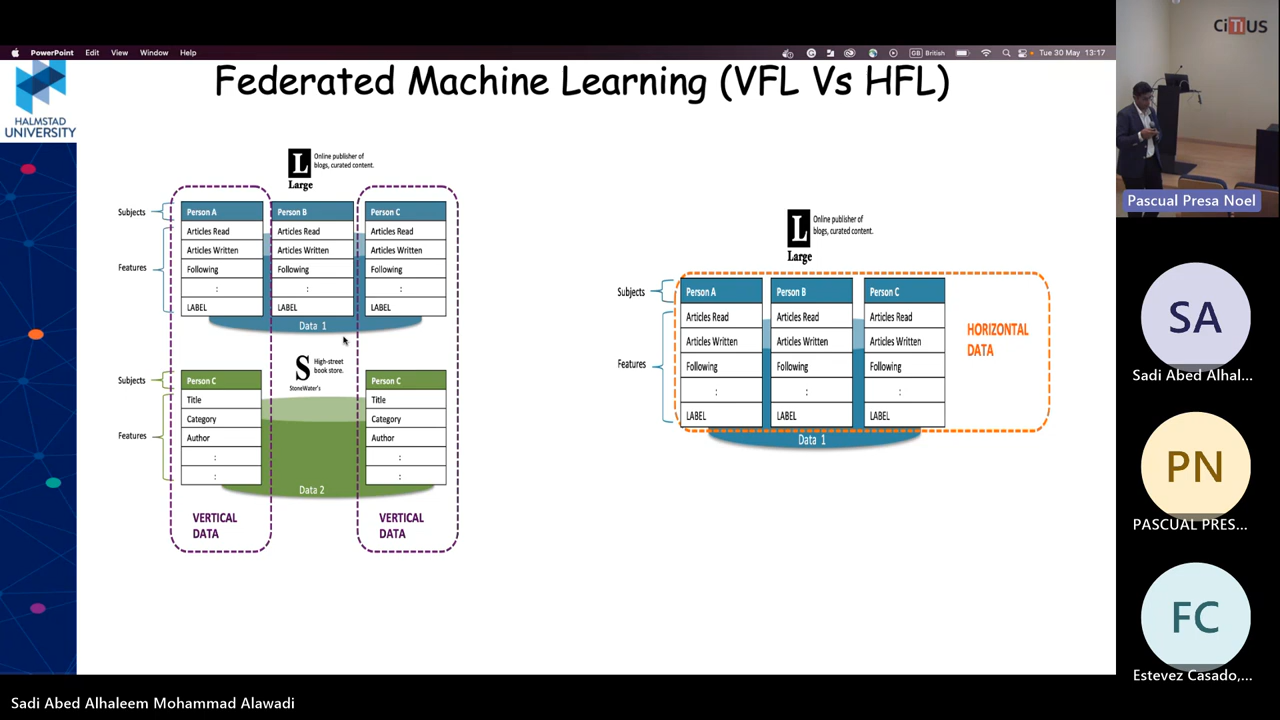 PowerPoint Edit View Window Help
British Tue 30 May 13:17
CiTIUS
Federated Machine Learning (VFL Vs HFL)
HALMSTAD
UNIVERSITY
L
Large
Online publisher of
blogs, curated content.
Subjects
Person A Person B Person C
Features
Articles Read Articles Read Articles Read
Articles Written Articles Written Articles Written
Following Following Following
: : :
LABEL LABEL LABEL
Data 1
S
StoneWater's
High-street
book store.
Subjects
Person C Person C
Features
Title Title
Category Category
Author Author
: :
: :
Data 2
VERTICAL
DATA
VERTICAL
DATA
L
Large
Online publisher of
blogs, curated content.
Subjects
Person A Person B Person C
Features
Articles Read Articles Read Articles Read
Articles Written Articles Written Articles Written
Following Following Following
: : :
LABEL LABEL LABEL
HORIZONTAL
DATA
Data 1
Pascual Presa Noel
SA
Sadi Abed Alhal...
PN
PASCUAL PRES...
FC
Estevez Casado,...
Sadi Abed Alhaleem Mohammad Alawadi